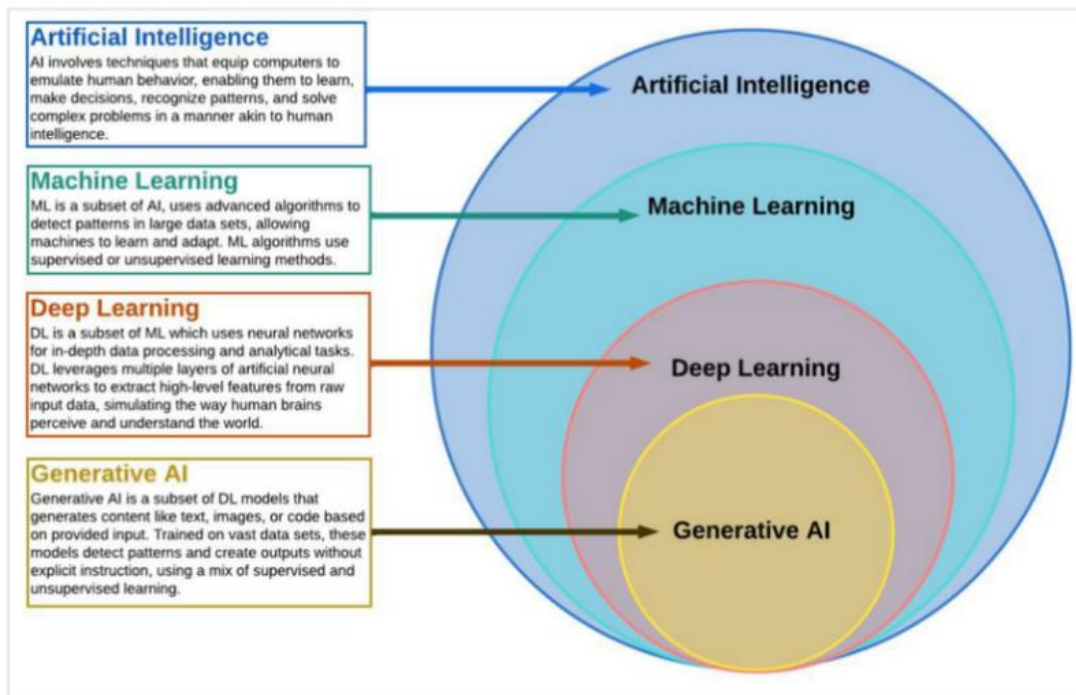 Artificial Intelligence
AI involves techniques that equip computers to
emulate human behavior, enabling them to learn,
make decisions, recognize patterns, and solve
complex problems in a manner akin to human
intelligence.
Machine Learning
ML is a subset of AI, uses advanced algorithms to
detect patterns in large data sets, allowing
machines to learn and adapt. ML algorithms use
supervised or unsupervised learning methods.
Deep Learning
DL is a subset of ML which uses neural networks
for in-depth data processing and analytical tasks.
DL leverages multiple layers of artificial neural
networks to extract high-level features from raw
input data, simulating the way human brains
perceive and understand the world.
Generative AI
Generative AI is a subset of DL models that
generates content like text, images, or code based
on provided input. Trained on vast data sets, these
models detect patterns and create outputs without
explicit instruction, using a mix of supervised and
unsupervised learning.
Artificial Intelligence
Machine Learning
Deep Learning
Generative AI